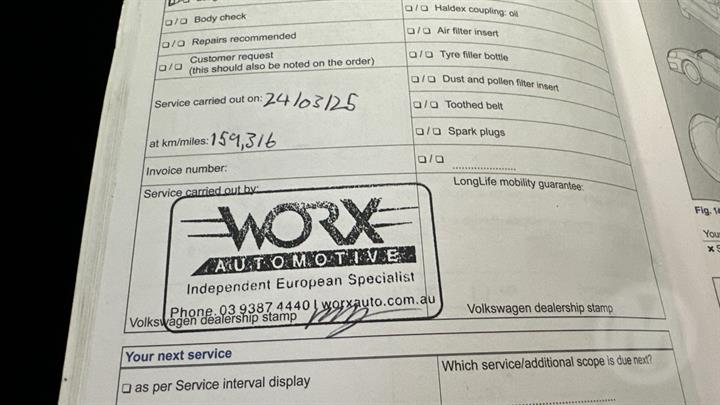 ☐ / ☐ Body check
☐ / ☐ Repairs recommended
☐ / ☐ Customer request
(this should also be noted on the order)
Service carried out on: 24/03/25
at km/miles: 159,316
Invoice number:
Service carried out by:
WORX
AUTOMOTIVE
Independent European Specialist
Phone. 03 9387 4440 | worxauto.com.au
Volkswagen dealership stamp
☐ / ☐ Haldex coupling: oil
☐ / ☐ Air filter insert
☐ / ☐ Tyre filler bottle
☐ / ☐ Dust and pollen filter insert
☐ / ☐ Toothed belt
☐ / ☐ Spark plugs
☐ / ☐ ....................
LongLife mobility guarantee:
Volkswagen dealership stamp
Your next service
☐ as per Service interval display
Which service/additional scope is due next?
Fig. 14
You